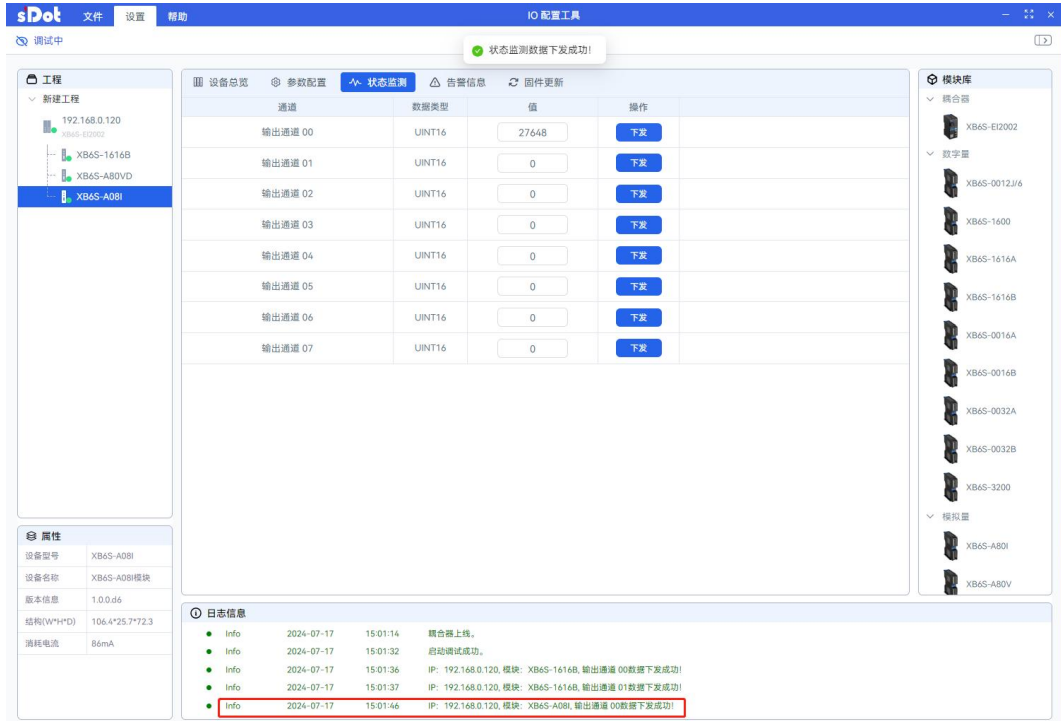 sDot 文件 设置 帮助 IO 配置工具
调试中
状态监测数据下发成功!
工程
新建工程
192.168.0.120
XB6S-EI2002
XB6S-1616B
XB6S-A80VD
XB6S-A08I
设备总览 参数配置 状态监测 告警信息 固件更新
通道 数据类型 值 操作
输出通道 00 UINT16 27648 下发
输出通道 01 UINT16 0 下发
输出通道 02 UINT16 0 下发
输出通道 03 UINT16 0 下发
输出通道 04 UINT16 0 下发
输出通道 05 UINT16 0 下发
输出通道 06 UINT16 0 下发
输出通道 07 UINT16 0 下发
模块库
耦合器
XB6S-EI2002
数字量
XB6S-0012J/6
XB6S-1600
XB6S-1616A
XB6S-1616B
XB6S-0016A
XB6S-0016B
XB6S-0032A
XB6S-0032B
XB6S-3200
模拟量
XB6S-A80I
XB6S-A80V
属性
设备型号 XB6S-A08I
设备名称 XB6S-A08I模块
版本信息 1.0.0.d6
结构(W*H*D) 106.4*25.7*72.3
消耗电流 86mA
日志信息
Info 2024-07-17 15:01:14 耦合器上线。
Info 2024-07-17 15:01:32 启动调试成功。
Info 2024-07-17 15:01:36 IP: 192.168.0.120, 模块: XB6S-1616B, 输出通道 00数据下发成功!
Info 2024-07-17 15:01:37 IP: 192.168.0.120, 模块: XB6S-1616B, 输出通道 01数据下发成功!
Info 2024-07-17 15:01:46 IP: 192.168.0.120, 模块: XB6S-A08I, 输出通道 00数据下发成功!